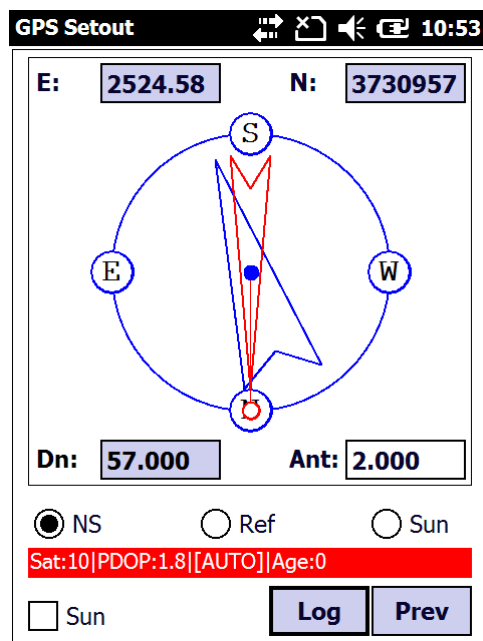 GPS Setout 10:53
E: 2524.58 N: 3730957
S
E W
N
Dn: 57.000 Ant: 2.000
NS Ref Sun
Sat:10|PDOP:1.8|[AUTO]|Age:0
Sun Log Prev